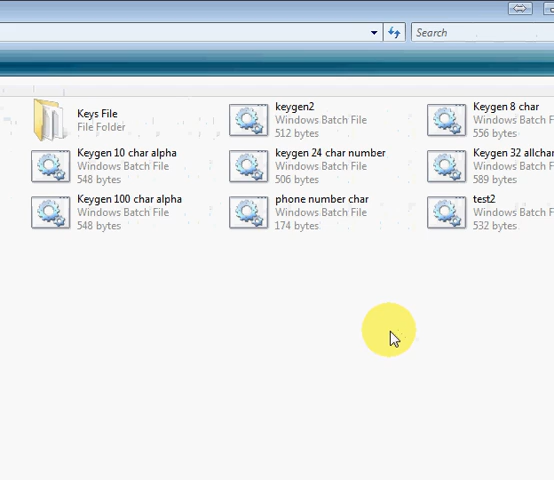 Search
Keys File
File Folder
keygen2
Windows Batch File
512 bytes
Keygen 8 char
Windows Batch F
556 bytes
Keygen 10 char alpha
Windows Batch File
548 bytes
keygen 24 char number
Windows Batch File
506 bytes
Keygen 32 allchar
Windows Batch F
589 bytes
Keygen 100 char alpha
Windows Batch File
548 bytes
phone number char
Windows Batch File
174 bytes
test2
Windows Batch F
532 bytes